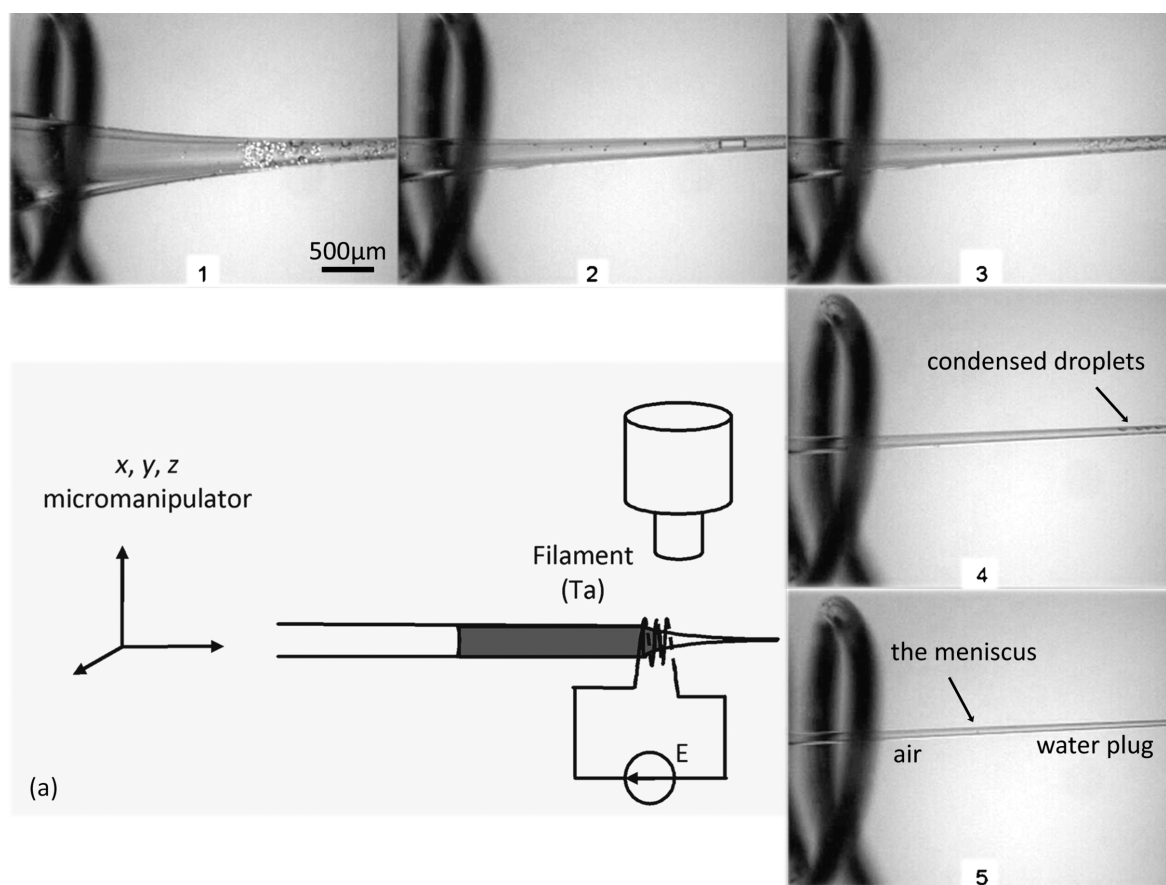 500µm
1
2
3
condensed droplets
4
x, y, z
micromanipulator
Filament
(Ta)
E
(a)
the meniscus
air
water plug
5